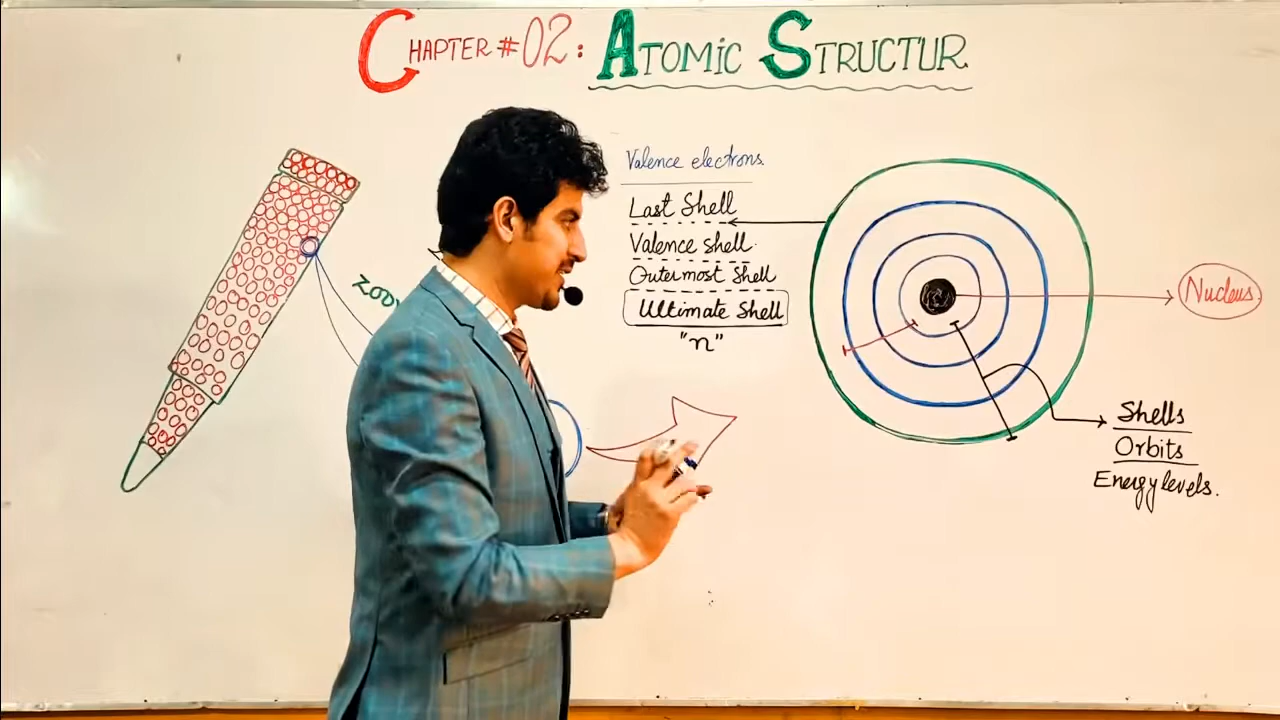 CHAPTER # 02: ATOMIC STRUCTUR
Valence electrons.
Last Shell
Valence shell
Outermost Shell
Ultimate Shell
"n"
Nucleus
Shells
Orbits
Energy levels.